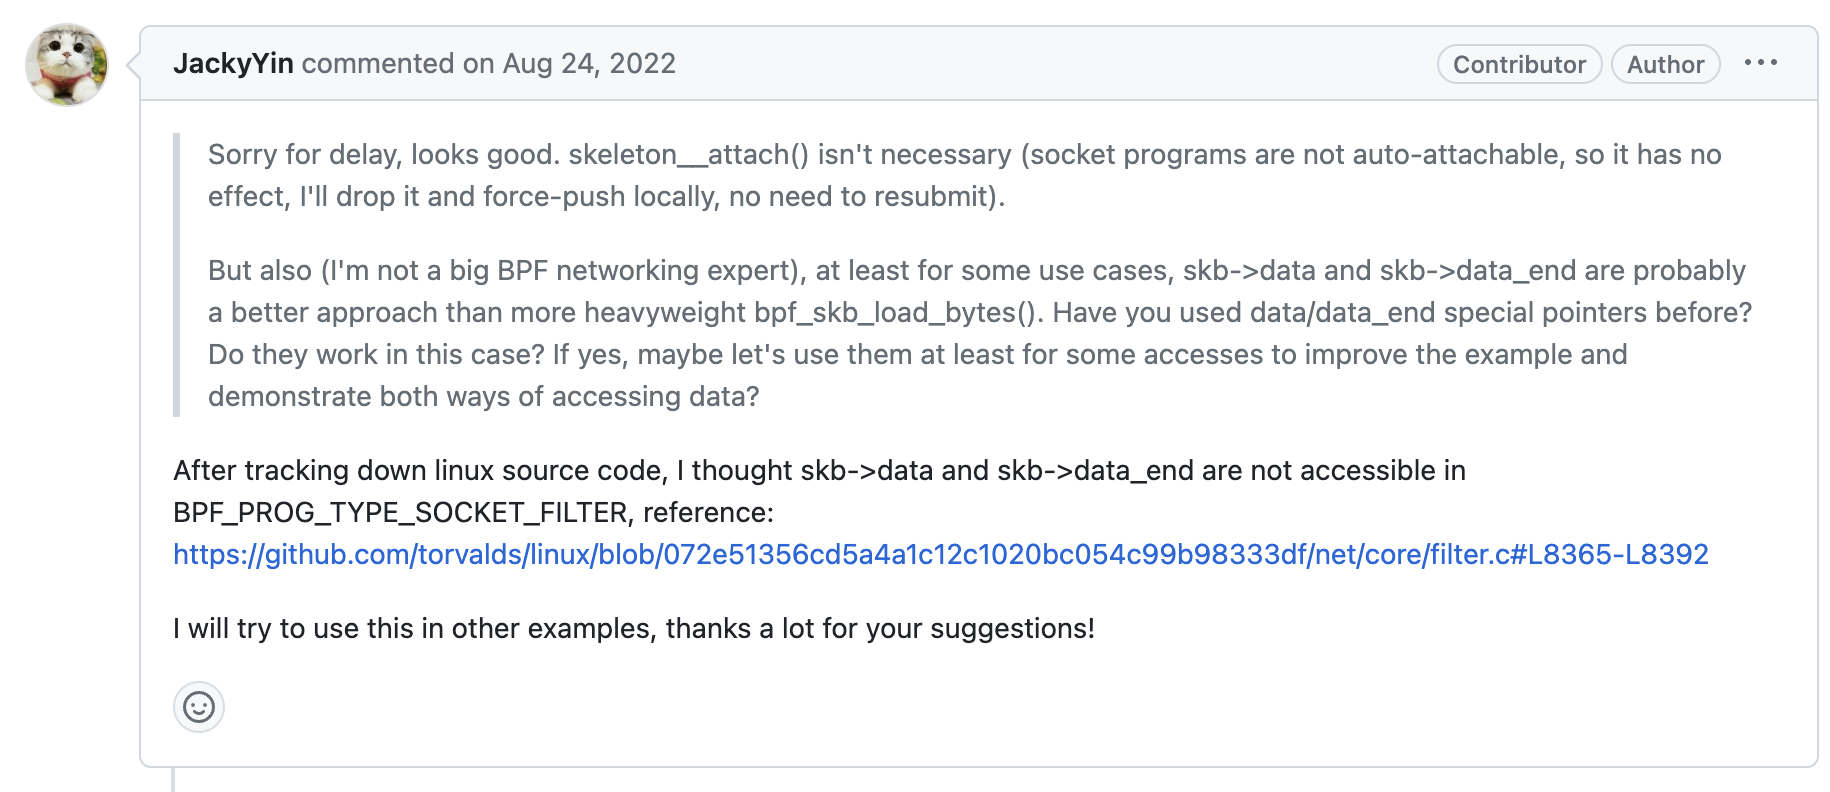 JackyYin commented on Aug 24, 2022 Contributor Author
Sorry for delay, looks good. skeleton__attach() isn't necessary (socket programs are not auto-attachable, so it has no
effect, I'll drop it and force-push locally, no need to resubmit).
But also (I'm not a big BPF networking expert), at least for some use cases, skb->data and skb->data_end are probably
a better approach than more heavyweight bpf_skb_load_bytes(). Have you used data/data_end special pointers before?
Do they work in this case? If yes, maybe let's use them at least for some accesses to improve the example and
demonstrate both ways of accessing data?
After tracking down linux source code, I thought skb->data and skb->data_end are not accessible in
BPF_PROG_TYPE_SOCKET_FILTER, reference:
https://github.com/torvalds/linux/blob/072e51356cd5a4a1c12c1020bc054c99b98333df/net/core/filter.c#L8365-L8392
I will try to use this in other examples, thanks a lot for your suggestions!